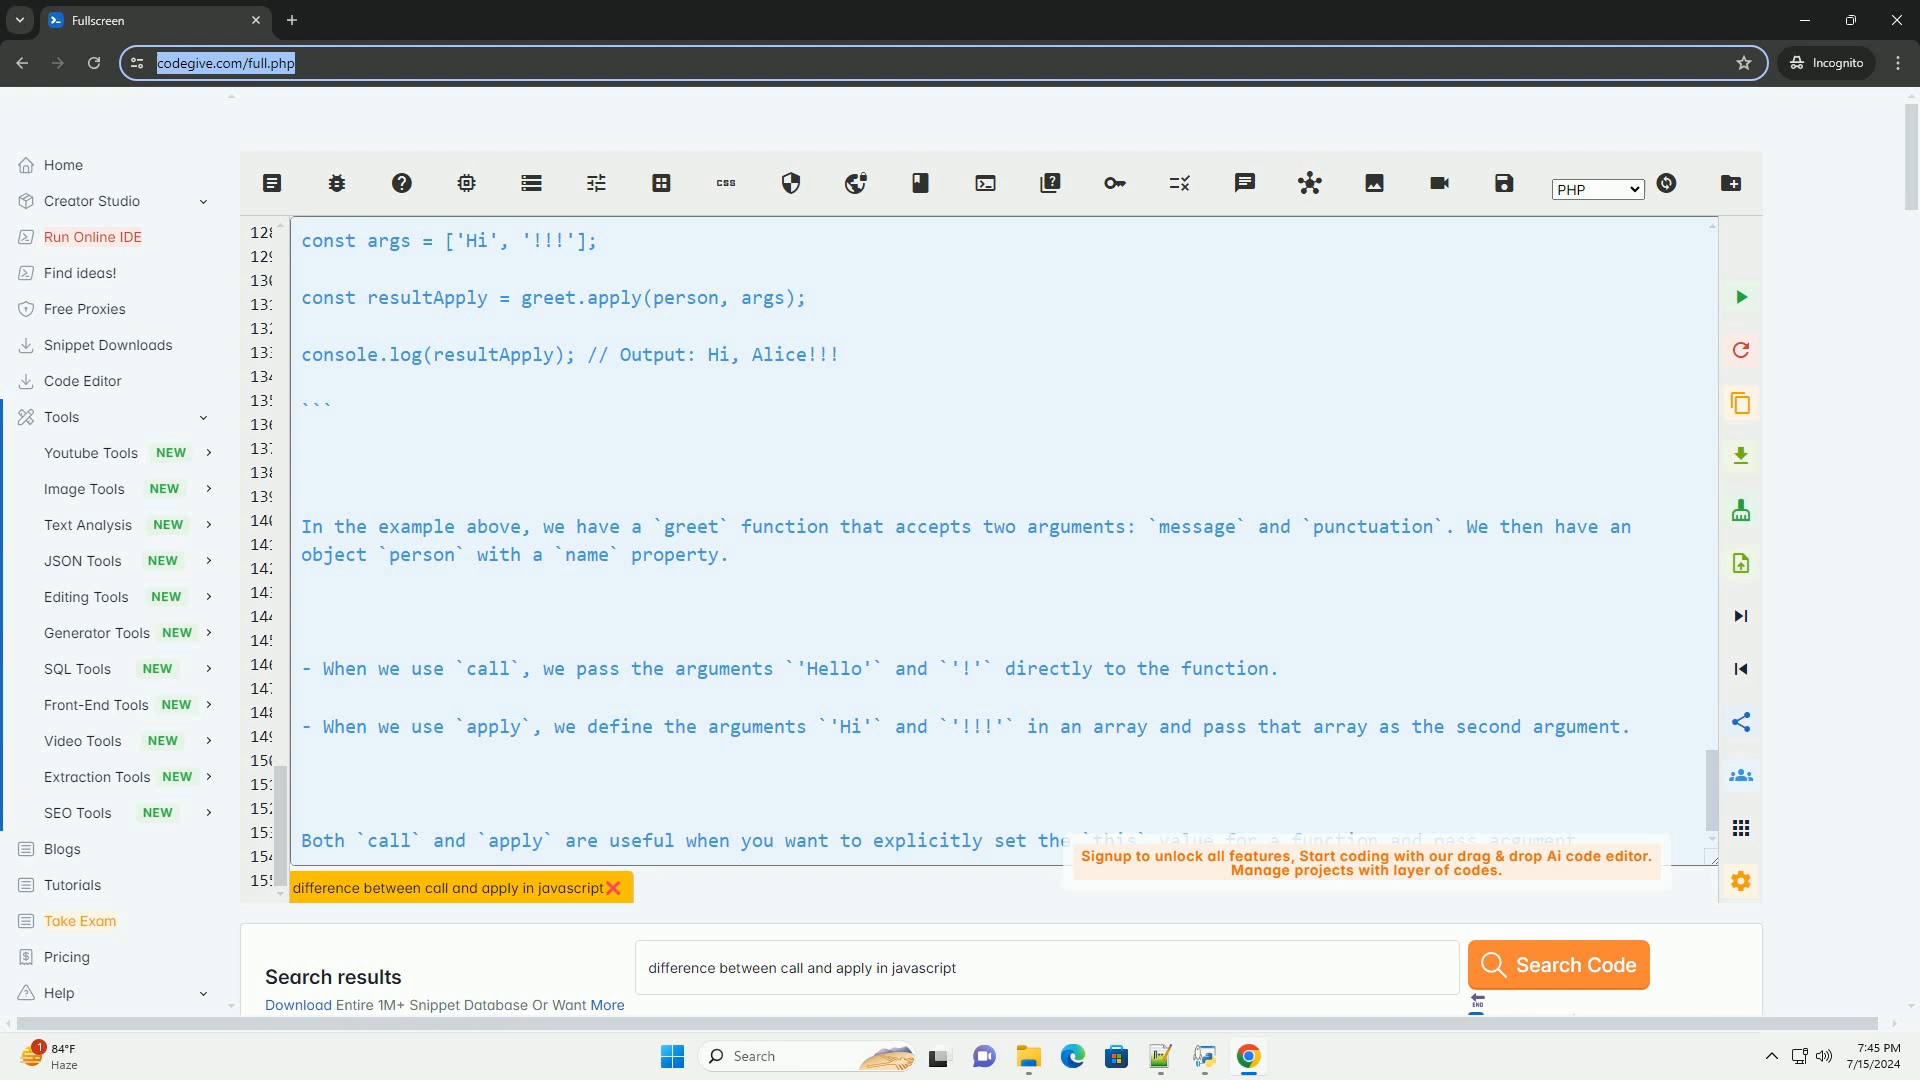 Fullscreen
codegive.com/full.php
Incognito
Home
Creator Studio
Run Online IDE
Find ideas!
Free Proxies
Snippet Downloads
Code Editor
Tools
Youtube Tools NEW
Image Tools NEW
Text Analysis NEW
JSON Tools NEW
Editing Tools NEW
Generator Tools NEW
SQL Tools NEW
Front-End Tools NEW
Video Tools NEW
Extraction Tools NEW
SEO Tools NEW
Blogs
Tutorials
Take Exam
Pricing
Help
css
PHP
const args = ['Hi', '!!!'];
const resultApply = greet.apply(person, args);
console.log(resultApply); // Output: Hi, Alice!!!
```
In the example above, we have a `greet` function that accepts two arguments: `message` and `punctuation`. We then have an
object `person` with a `name` property.
- When we use `call`, we pass the arguments `'Hello'` and `'!'` directly to the function.
- When we use `apply`, we define the arguments `'Hi'` and `'!!!'` in an array and pass that array as the second argument.
Both `call` and `apply` are useful when you want to explicitly set the `this` value for a function and pass argument
Signup to unlock all features, Start coding with our drag & drop Ai code editor.
Manage projects with layer of codes.
difference between call and apply in javascript
Search results
difference between call and apply in javascript
Search Code
Download Entire 1M+ Snippet Database Or Want More
END
1
84°F
Haze
Search
7:45 PM
7/15/2024